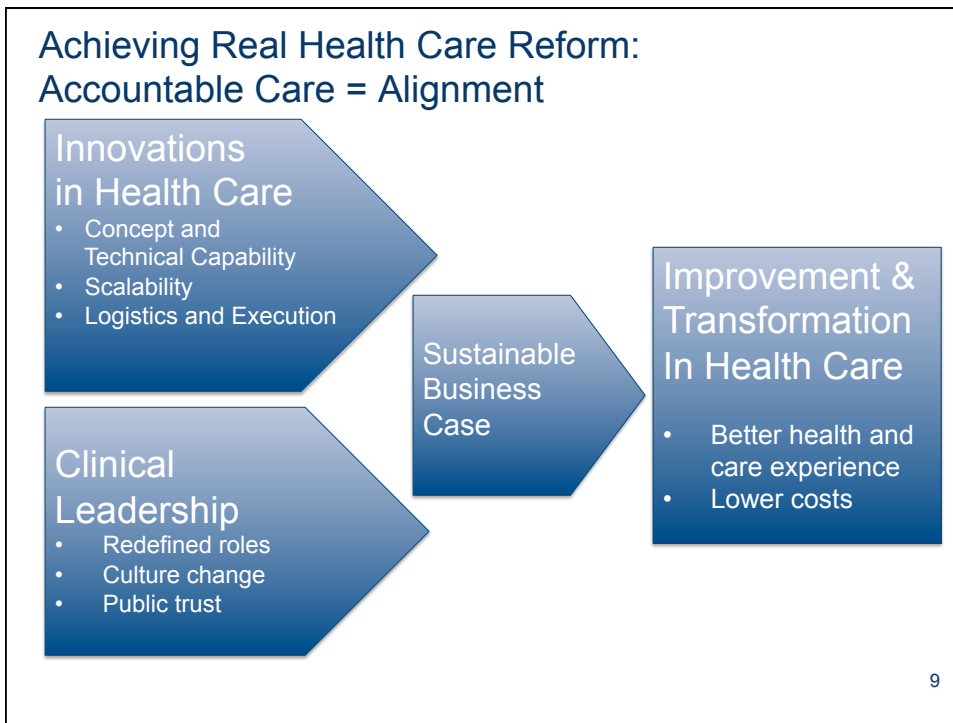 Achieving Real Health Care Reform:
Accountable Care = Alignment
Innovations
in Health Care
• Concept and
Technical Capability
• Scalability
• Logistics and Execution
Clinical
Leadership
• Redefined roles
• Culture change
• Public trust
Sustainable
Business
Case
Improvement &
Transformation
In Health Care
• Better health and
care experience
• Lower costs
9